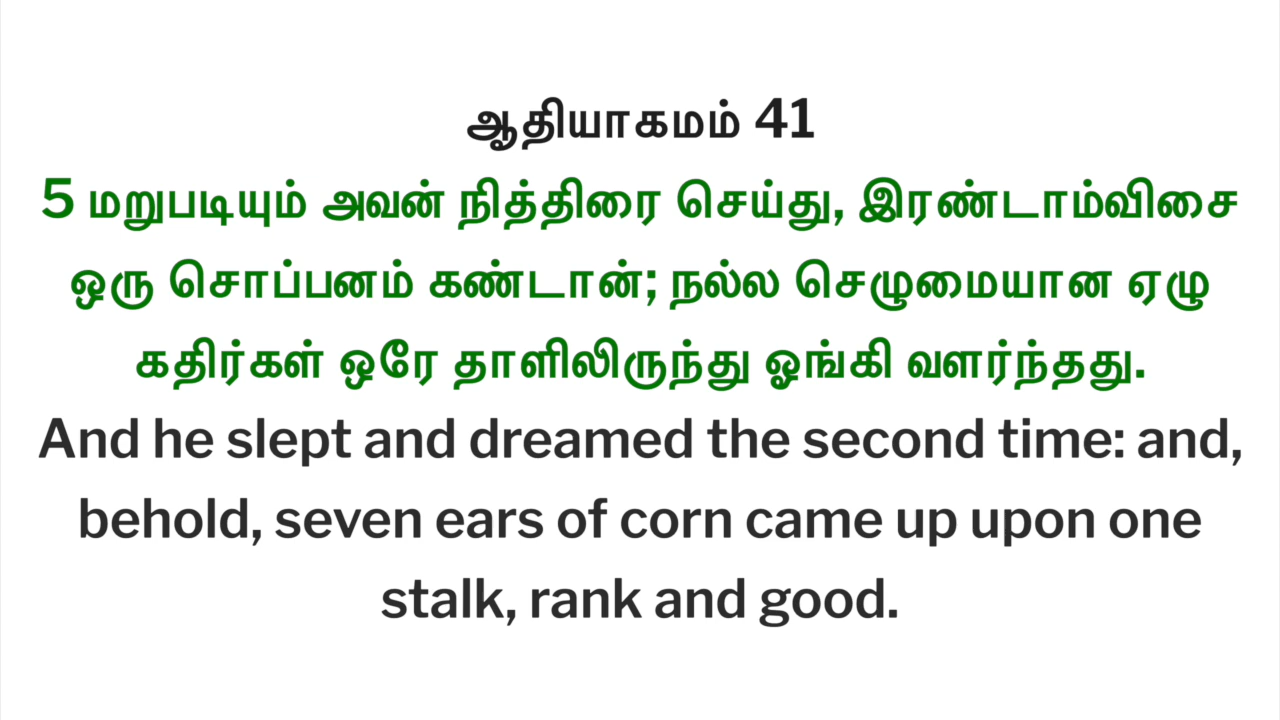 ஆதியாகமம் 41
5 மறுபடியும் அவன் நித்திரை செய்து, இரண்டாம்விசை
ஒரு சொப்பனம் கண்டான்; நல்ல செழுமையான ஏழு
கதிர்கள் ஒரே தாளிலிருந்து ஓங்கி வளர்ந்தது.
And he slept and dreamed the second time: and,
behold, seven ears of corn came up upon one
stalk, rank and good.